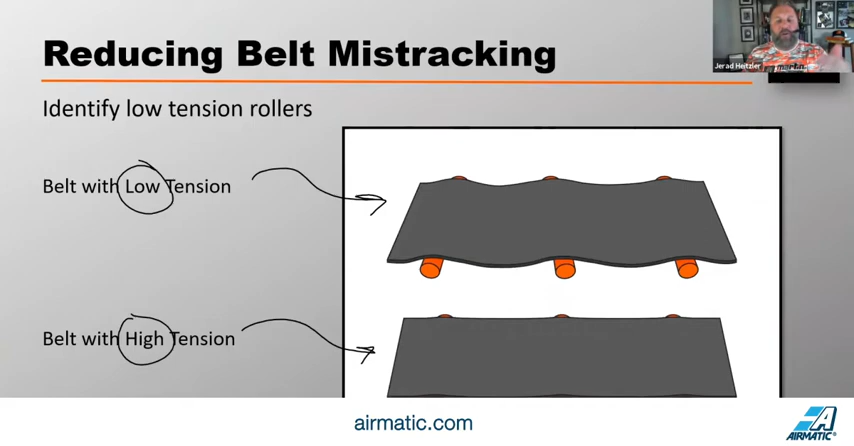 Reducing Belt Mistracking
Jerad Heitzler
Identify low tension rollers
Belt with Low Tension
Belt with High Tension
airmatic.com
AIRMATIC®